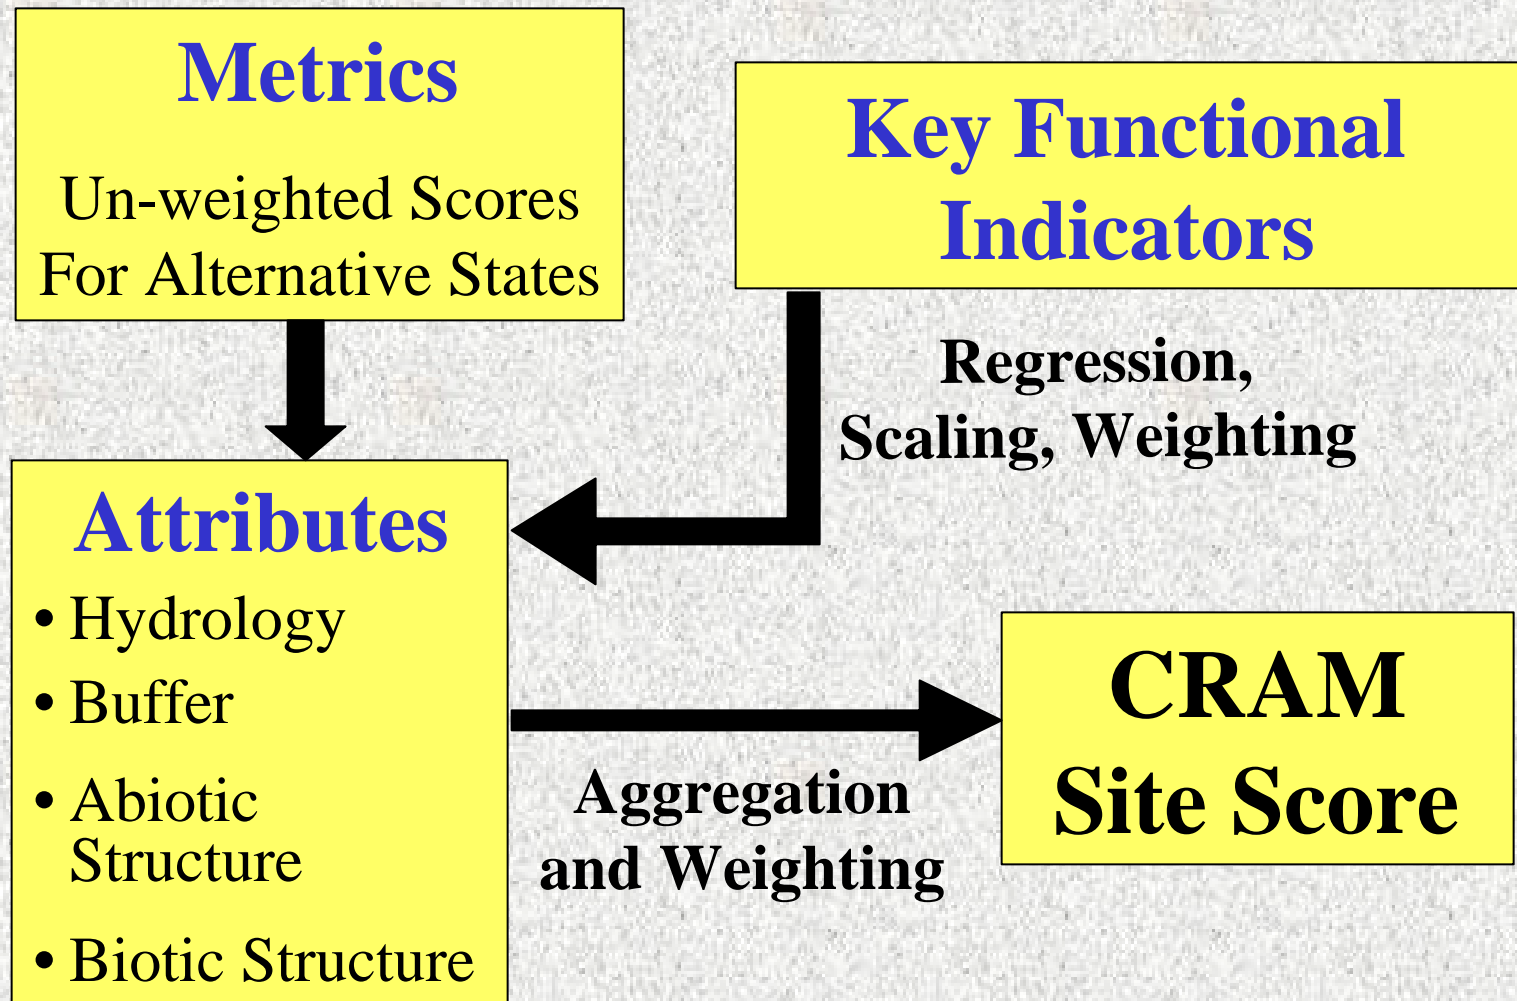 Metrics
Un-weighted Scores
For Alternative States
Key Functional
Indicators
Regression,
Scaling, Weighting
Attributes
• Hydrology
• Buffer
• Abiotic
Structure
• Biotic Structure
Aggregation
and Weighting
CRAM
Site Score